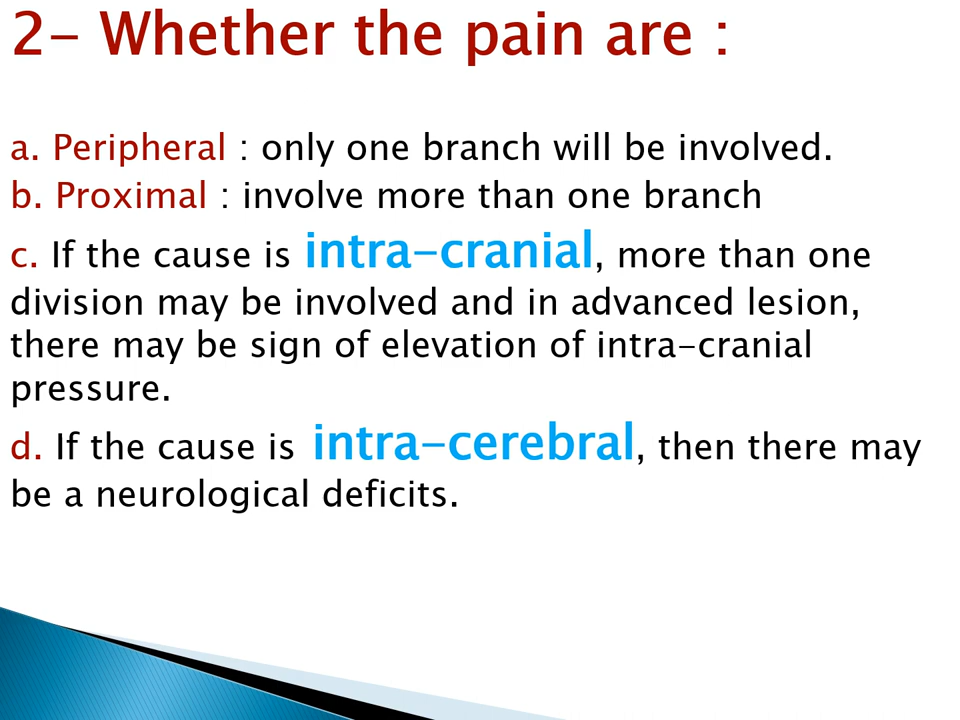 2- Whether the pain are :
a. Peripheral : only one branch will be involved.
b. Proximal : involve more than one branch
c. If the cause is intra-cranial, more than one
division may be involved and in advanced lesion,
there may be sign of elevation of intra-cranial
pressure.
d. If the cause is intra-cerebral, then there may
be a neurological deficits.